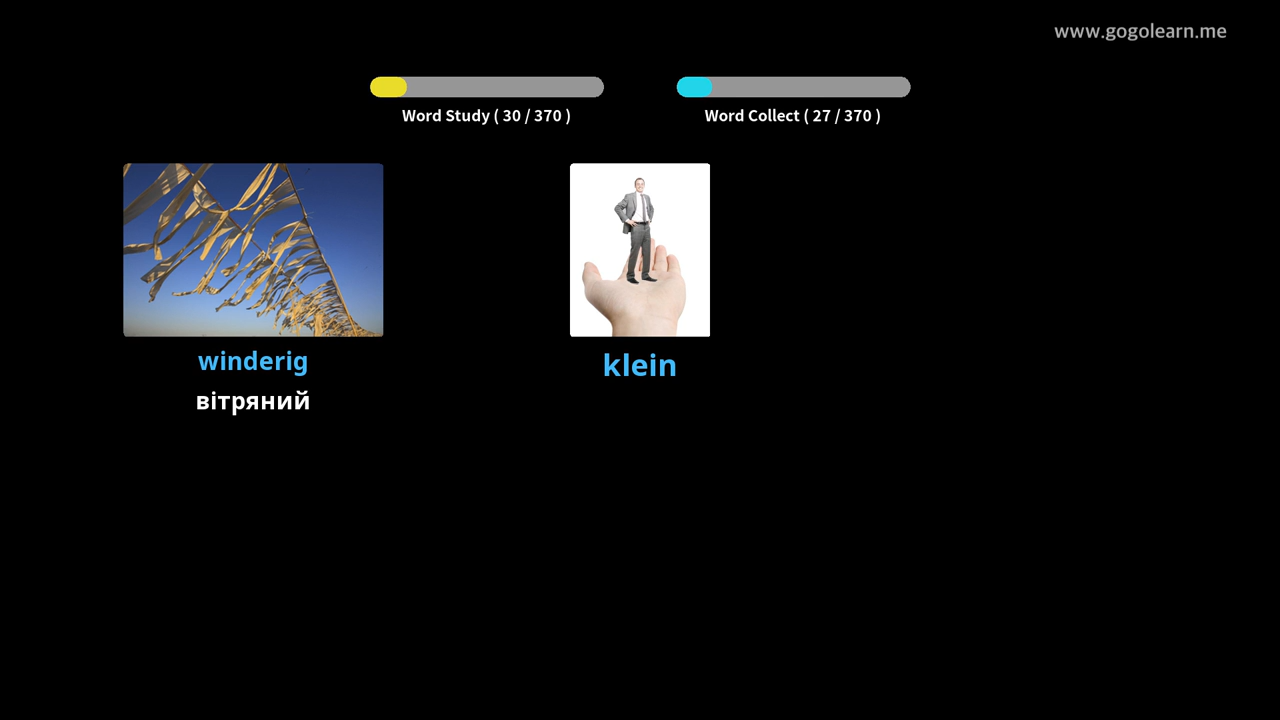 www.gogolearn.me
Word Study ( 30 / 370 )
Word Collect ( 27 / 370 )
winderig
вітряний
klein